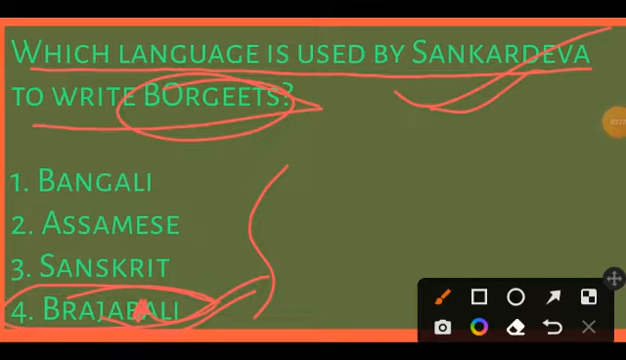 Which language is used by Sankardeva
to write BOrgeets?
1. Bangali
2. Assamese
3. Sanskrit
4. Brajabali